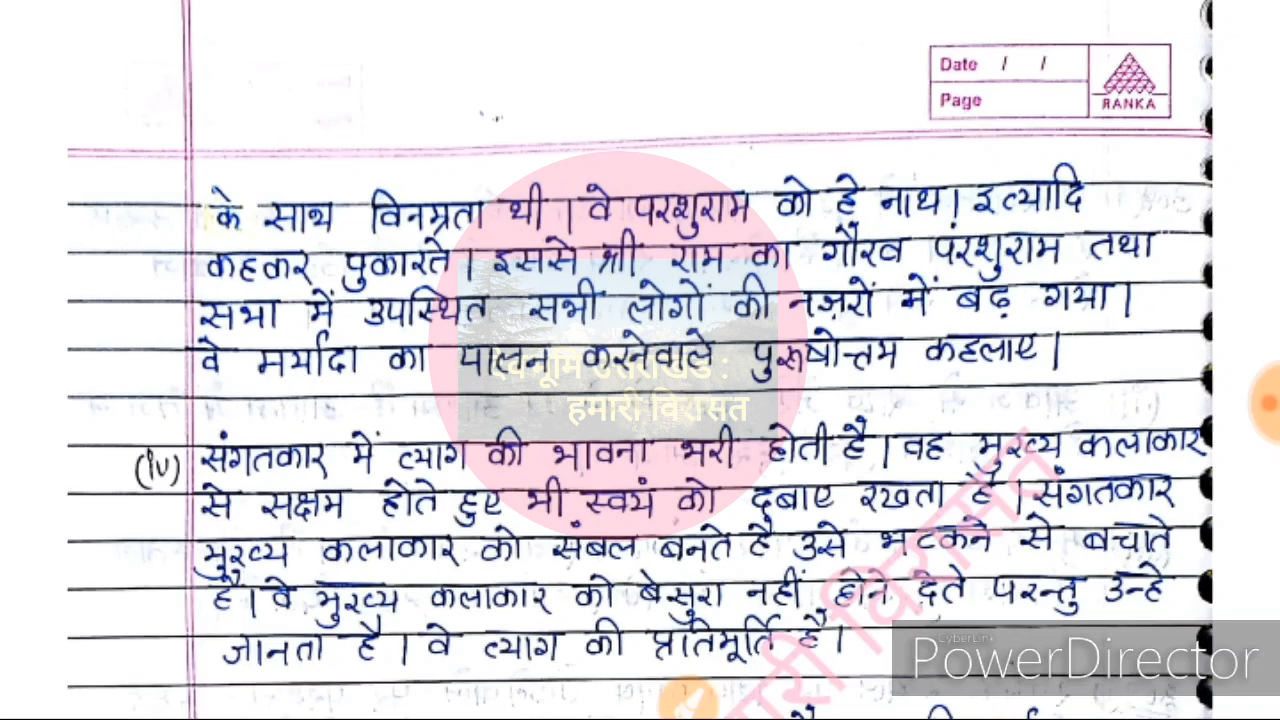 Date / /
Page
RANKA
के साथ विनम्रता थी । वे परशुराम को हे नाथ! इत्यादि
कहकर पुकारते। इससे श्री राम का गौरव परशुराम तथा
सभा में उपस्थित सभी लोगों की नज़रों में बढ़ गया।
वे मर्यादा का पालन करनेवाले पुरूषोत्तम कहलाए।
हमारी विरासत
(iv) संगतकार में त्याग की भावना भरी होती है। वह मुख्य कलाकार
से सक्षम होते हुए भी स्वयं को दबाए रखता है। संगतकार
मुख्य कलाकार को संबल बनते है उसे भटकने से बचाते
है। वे मुख्य कलाकार को बेसुरा नहीं होने देते परन्तु उन्हे
जानता है। वे त्याग की प्रतिमूर्ति है।
CyberLink
PowerDirector